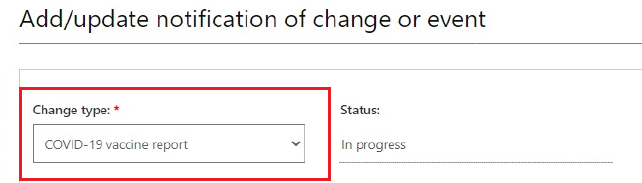 Add/update notification of change or event
Change type: *
Status:
COVID-19 vaccine report
In progress